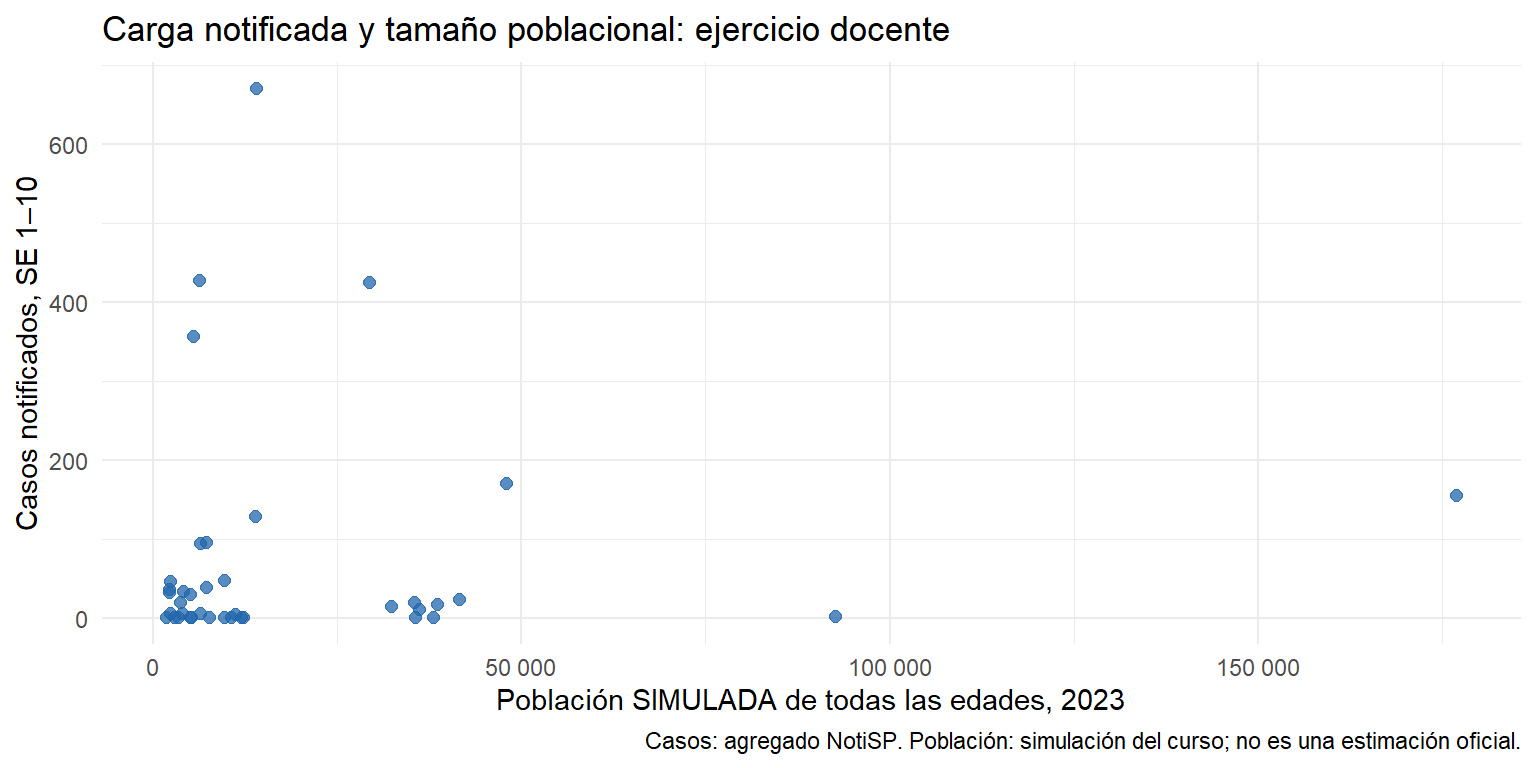 Carga notificada y tamaño poblacional: ejercicio docente
Casos notificados, SE 1–10
600
400
200
0
0
50 000
100 000
150 000
Población SIMULADA de todas las edades, 2023
Casos: agregado NotiSP. Población: simulación del curso; no es una estimación oficial.